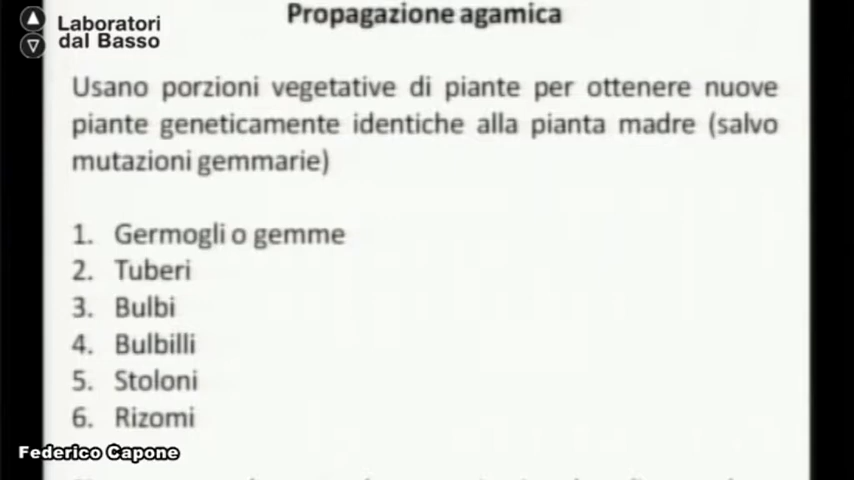 Propagazione agamica
Laboratori
dal Basso
Usano porzioni vegetative di piante per ottenere nuove
piante geneticamente identiche alla pianta madre (salvo
mutazioni gemmarie)
1. Germogli o gemme
2. Tuberi
3. Bulbi
4. Bulbilli
5. Stoloni
6. Rizomi
Federico Capone